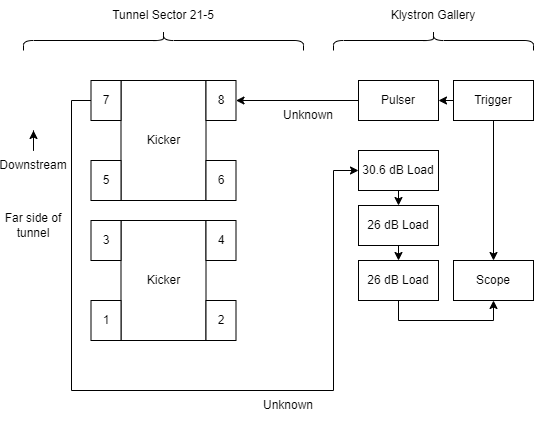 Tunnel Sector 21-5
Klystron Gallery
7
8
Pulser
Trigger
Unknown
Kicker
Downstream
5
6
30.6 dB Load
Far side of
tunnel
26 dB Load
3
4
Kicker
26 dB Load
Scope
1
2
Unknown